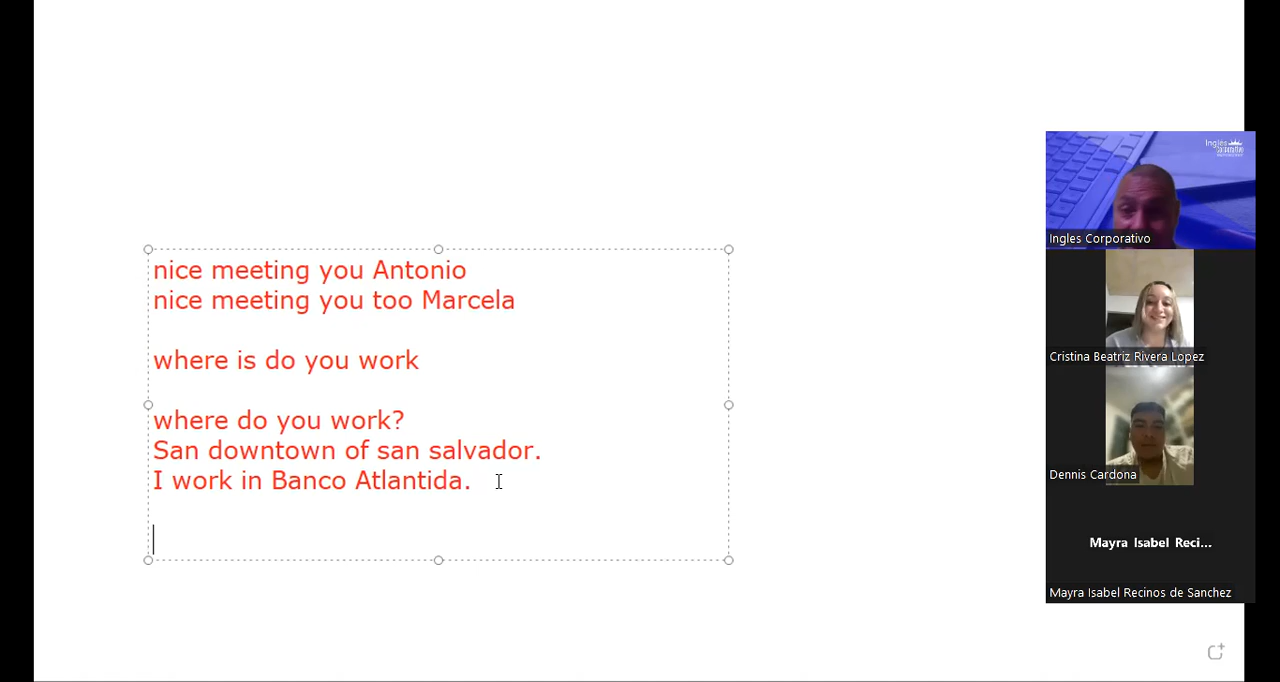 nice meeting you Antonio
nice meeting you too Marcela
where is do you work
where do you work?
San downtown of san salvador.
I work in Banco Atlantida.
Ingles
Corporativo
Ingles Corporativo
Cristina Beatriz Rivera Lopez
Dennis Cardona
Mayra Isabel Reci...
Mayra Isabel Recinos de Sanchez